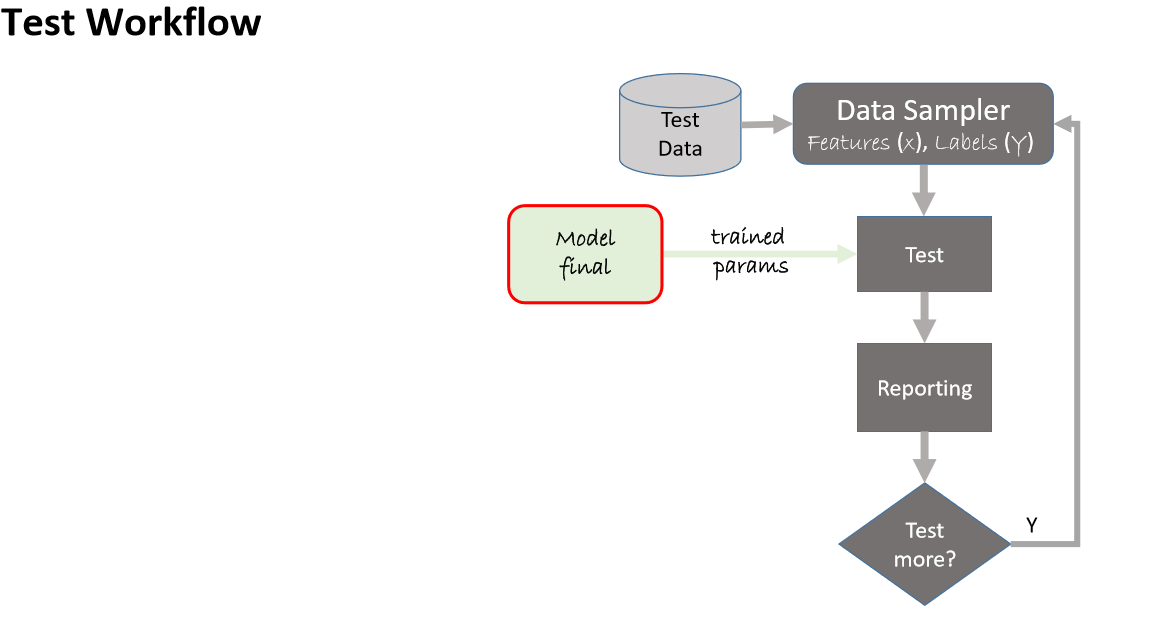 Test Workflow
Test
Data
Data Sampler
Features (x), Labels (Y)
Model
final
trained
params
Test
Reporting
Test
more?
Y